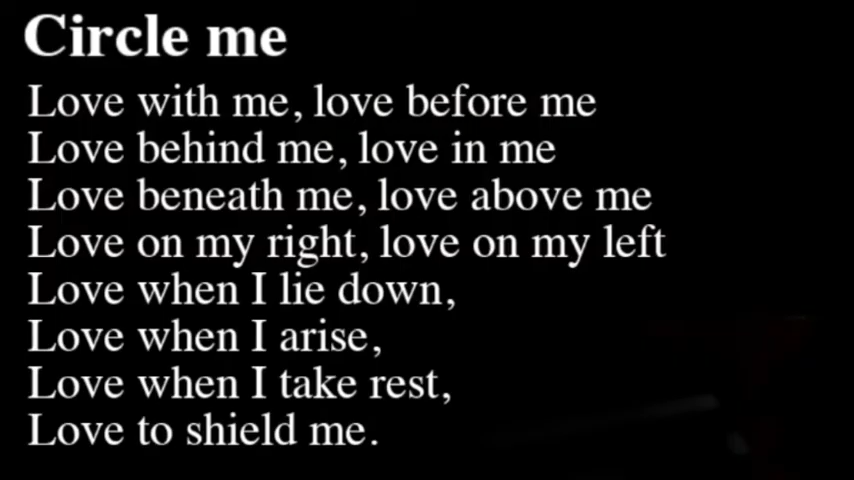 Circle me
Love with me, love before me
Love behind me, love in me
Love beneath me, love above me
Love on my right, love on my left
Love when I lie down,
Love when I arise,
Love when I take rest,
Love to shield me.